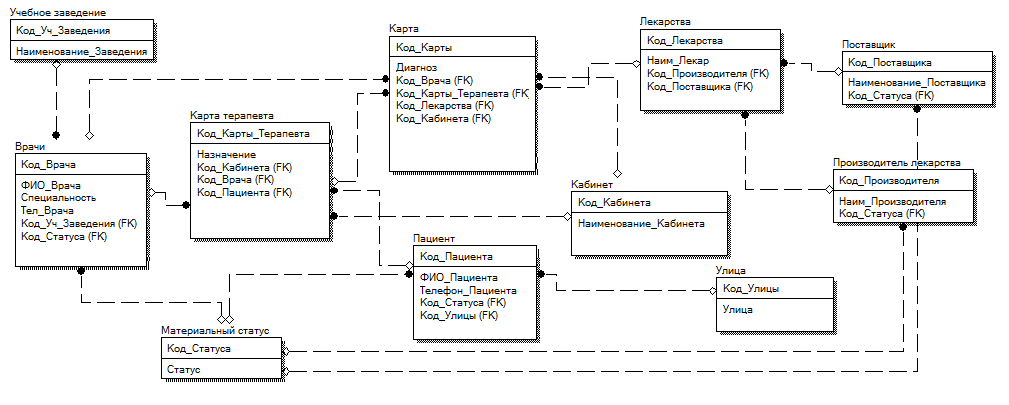 Учебное заведение
Код_Уч_Заведения
Наименование_Заведения
Карта
Код_Карты
Диагноз
Код_Врача (FK)
Код_Карты_Терапевта (FK)
Код_Лекарства (FK)
Код_Кабинета (FK)
Лекарства
Код_Лекарства
Наим_Лекар
Код_Производителя (FK)
Код_Поставщика (FK)
Поставщик
Код_Поставщика
Наименование_Поставщика
Код_Статуса (FK)
Карта терапевта
Код_Карты_Терапевта
Назначение
Код_Кабинета (FK)
Код_Врача (FK)
Код_Пациента (FK)
Врачи
Код_Врача
ФИО_Врача
Специальность
Тел_Врача
Код_Уч_Заведения (FK)
Код_Статуса (FK)
Производитель лекарства
Код_Производителя
Наим_Производителя
Код_Статуса (FK)
Кабинет
Код_Кабинета
Наименование_Кабинета
Пациент
Код_Пациента
ФИО_Пациента
Телефон_Пациента
Код_Статуса (FK)
Код_Улицы (FK)
Улица
Код_Улицы
Улица
Материальный статус
Код_Статуса
Статус